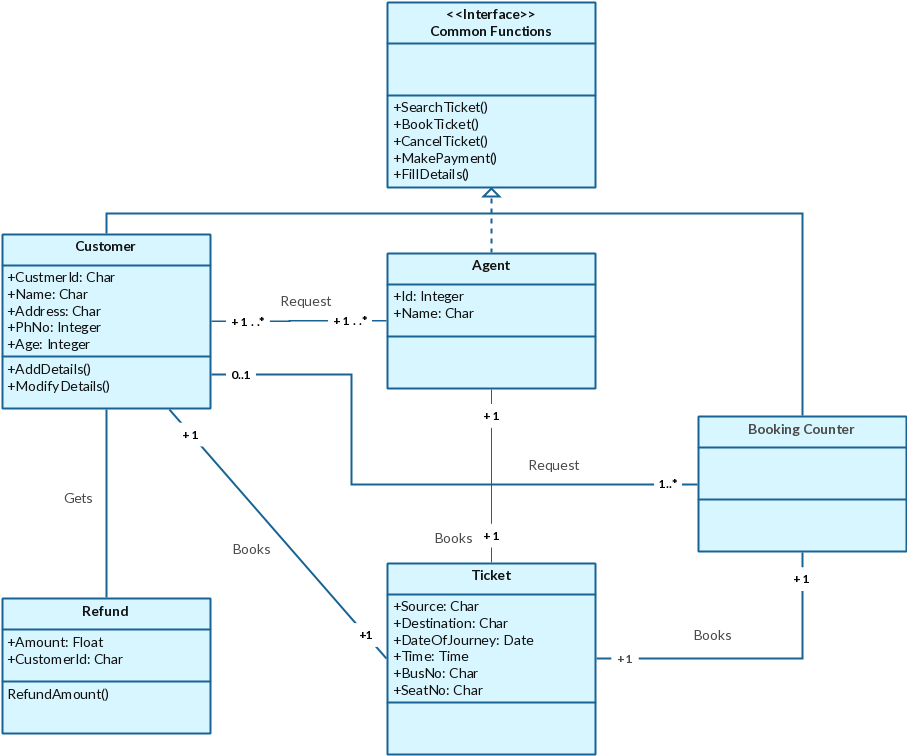 <<Interface>>
Common Functions
+SearchTicket()
+BookTicket()
+CancelTicket()
+MakePayment()
+FillDetails()
Customer
+CustmerId: Char
+Name: Char
+Address: Char
+PhNo: Integer
+Age: Integer
+AddDetails()
+ModifyDetails()
Request
+1 . .*
+1 . .*
Agent
+Id: Integer
+Name: Char
0..1
Request
1..*
Booking Counter
+1
+1
Books
+1
Books
+1
Gets
Refund
+Amount: Float
+CustomerId: Char
RefundAmount()
Ticket
+Source: Char
+Destination: Char
+DateOfJourney: Date
+Time: Time
+BusNo: Char
+SeatNo: Char
+1
Books
+1